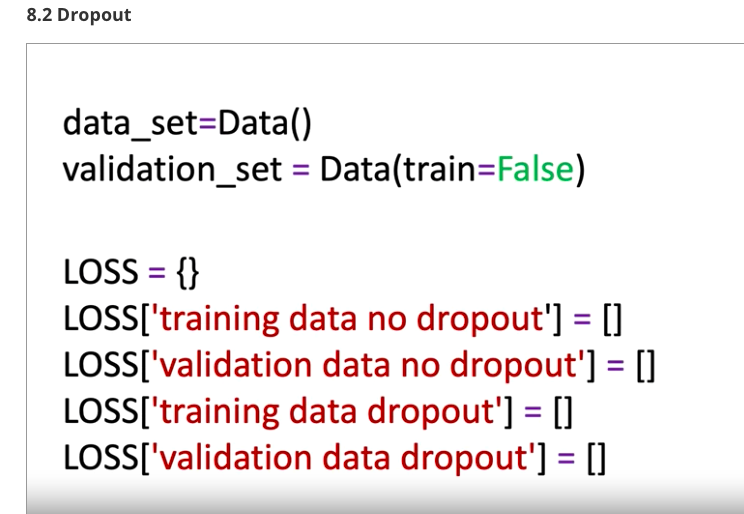 8.2 Dropout
data_set=Data()
validation_set = Data(train=False)
LOSS = {}
LOSS['training data no dropout'] = []
LOSS['validation data no dropout'] = []
LOSS['training data dropout'] = []
LOSS['validation data dropout'] = []